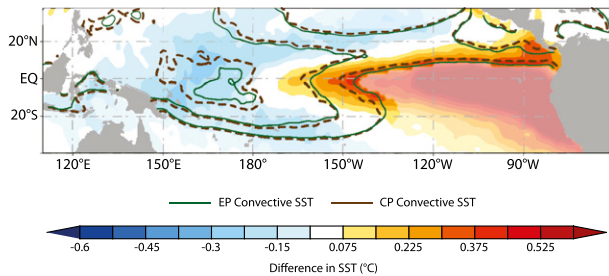 20°N
EQ
20°S
120°E 150°E 180° 150°W 120°W 90°W
EP Convective SST CP Convective SST
-0.6 -0.45 -0.3 -0.15 0.075 0.225 0.375 0.525
Difference in SST (°C)